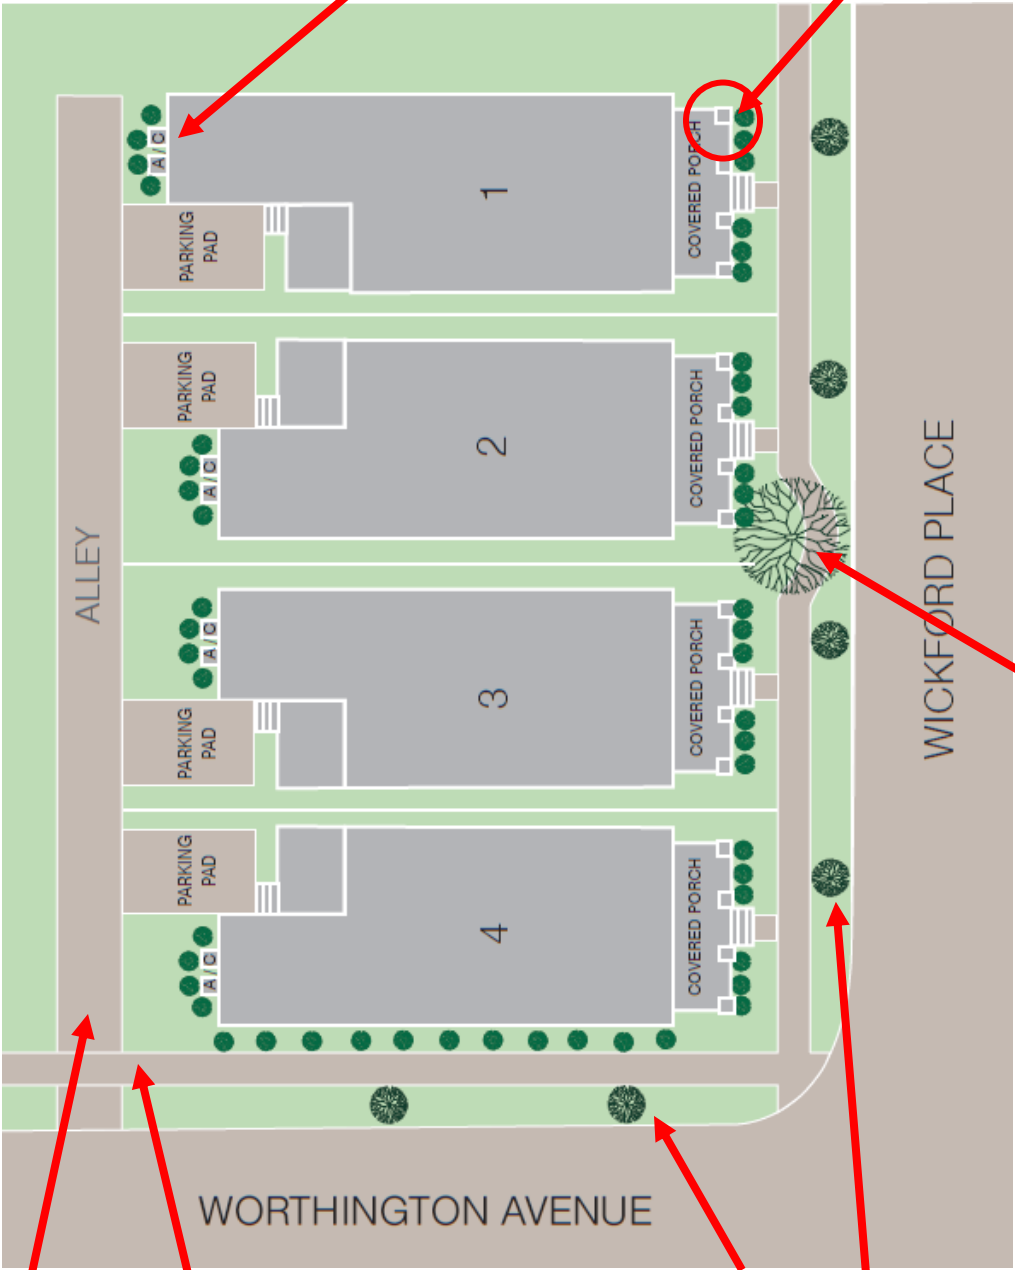 A / C
COVERED PORCH
1
PARKING
PAD
PARKING
PAD
COVERED PORCH
2
A / C
ALLEY
WICKFORD PLACE
A / C
COVERED PORCH
3
PARKING
PAD
PARKING
PAD
COVERED PORCH
4
A / C
WORTHINGTON AVENUE